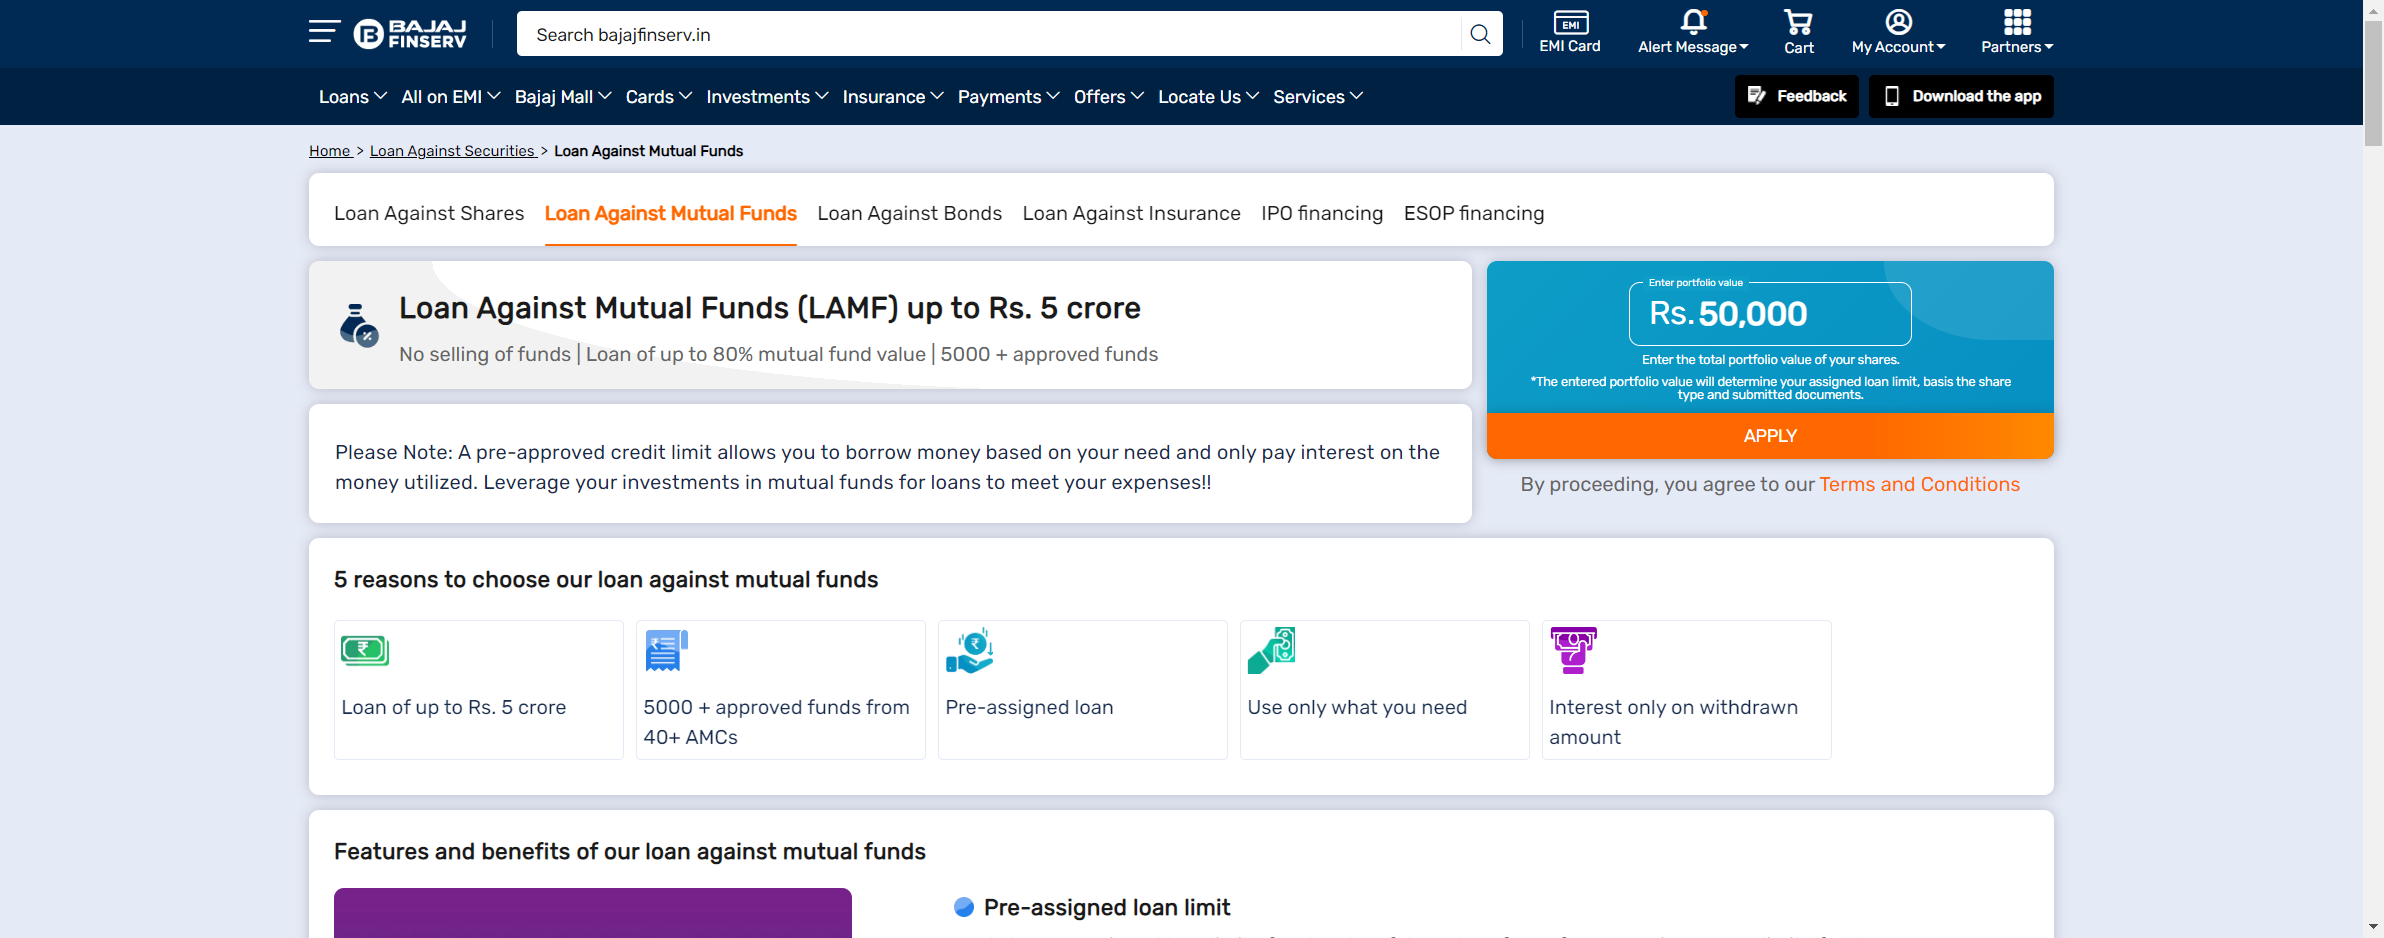 BAJAJ
FINSERV
Search bajajfinserv.in
EMI
EMI Card
Alert Message
Cart
My Account
Partners
Loans
All on EMI
Bajaj Mall
Cards
Investments
Insurance
Payments
Offers
Locate Us
Services
Feedback
Download the app
Home > Loan Against Securities > Loan Against Mutual Funds
Loan Against Shares
Loan Against Mutual Funds
Loan Against Bonds
Loan Against Insurance
IPO financing
ESOP financing
Loan Against Mutual Funds (LAMF) up to Rs. 5 crore
No selling of funds | Loan of up to 80% mutual fund value | 5000 + approved funds
Enter portfolio value
Rs. 50,000
Enter the total portfolio value of your shares.
*The entered portfolio value will determine your assigned loan limit, basis the share
type and submitted documents.
APPLY
By proceeding, you agree to our Terms and Conditions
Please Note: A pre-approved credit limit allows you to borrow money based on your need and only pay interest on the
money utilized. Leverage your investments in mutual funds for loans to meet your expenses!!
5 reasons to choose our loan against mutual funds
Loan of up to Rs. 5 crore
5000 + approved funds from
40+ AMCs
Pre-assigned loan
Use only what you need
Interest only on withdrawn
amount
Features and benefits of our loan against mutual funds
Pre-assigned loan limit